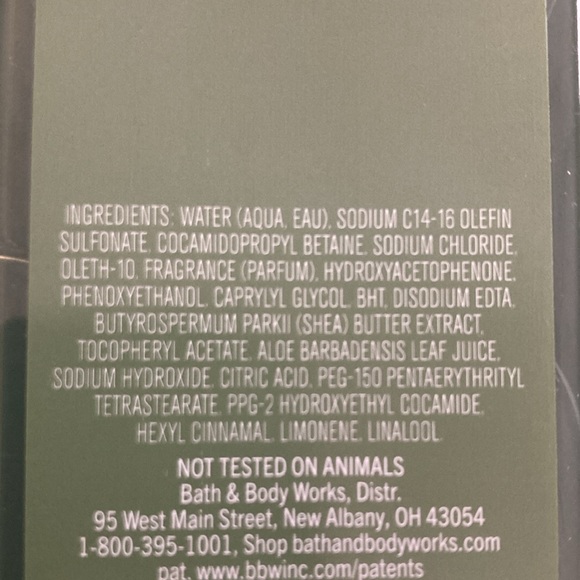 INGREDIENTS: WATER (AQUA, EAU), SODIUM C14-16 OLEFIN
SULFONATE, COCAMIDOPROPYL BETAINE, SODIUM CHLORIDE,
OLETH-10, FRAGRANCE (PARFUM), HYDROXYACETOPHENONE,
PHENOXYETHANOL, CAPRYLYL GLYCOL, BHT, DISODIUM EDTA,
BUTYROSPERMUM PARKII (SHEA) BUTTER EXTRACT,
TOCOPHERYL ACETATE, ALOE BARBADENSIS LEAF JUICE,
SODIUM HYDROXIDE, CITRIC ACID, PEG-150 PENTAERYTHRITYL
TETRASTEARATE, PPG-2 HYDROXYETHYL COCAMIDE,
HEXYL CINNAMAL, LIMONENE, LINALOOL.
NOT TESTED ON ANIMALS
Bath & Body Works, Distr.
95 West Main Street, New Albany, OH 43054
1-800-395-1001, Shop bathandbodyworks.com
pat. www.bbwinc.com/patents